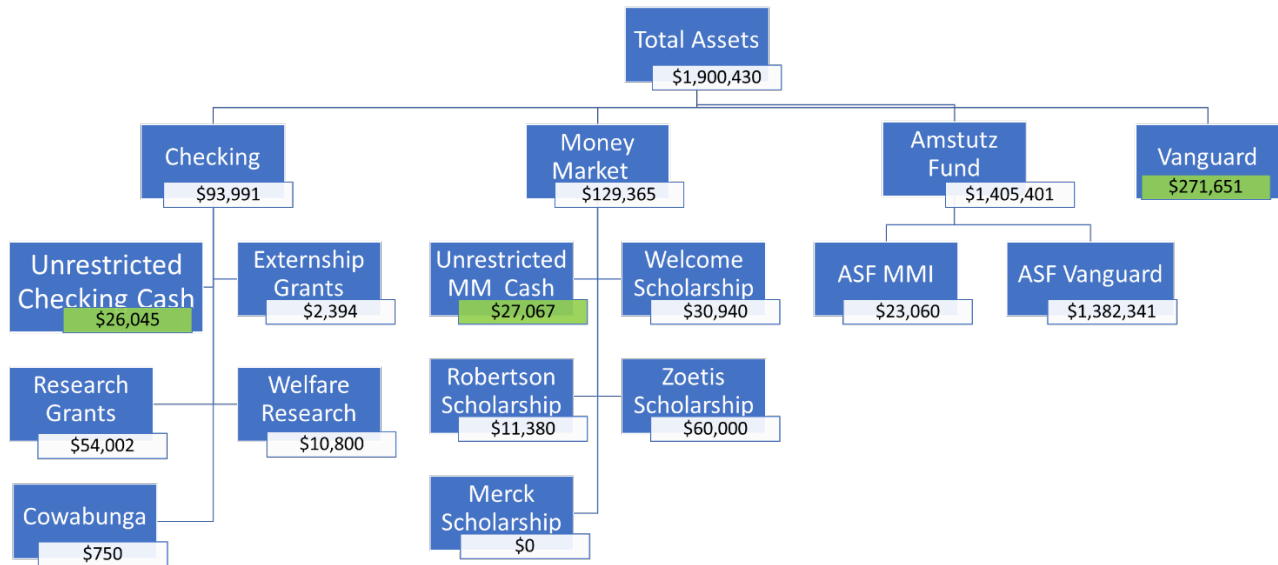 Total Assets
$1,900,430
Checking
$93,991
Money
Market
$129,365
Amstutz
Fund
$1,405,401
Vanguard
$271,651
Unrestricted
Checking Cash
$26,045
Externship
Grants
$2,394
Unrestricted
MM Cash
$27,067
Welcome
Scholarship
$30,940
ASF MMI
$23,060
ASF Vanguard
$1,382,341
Research
Grants
$54,002
Welfare
Research
$10,800
Robertson
Scholarship
$11,380
Zoetis
Scholarship
$60,000
Cowabunga
$750
Merck
Scholarship
$0